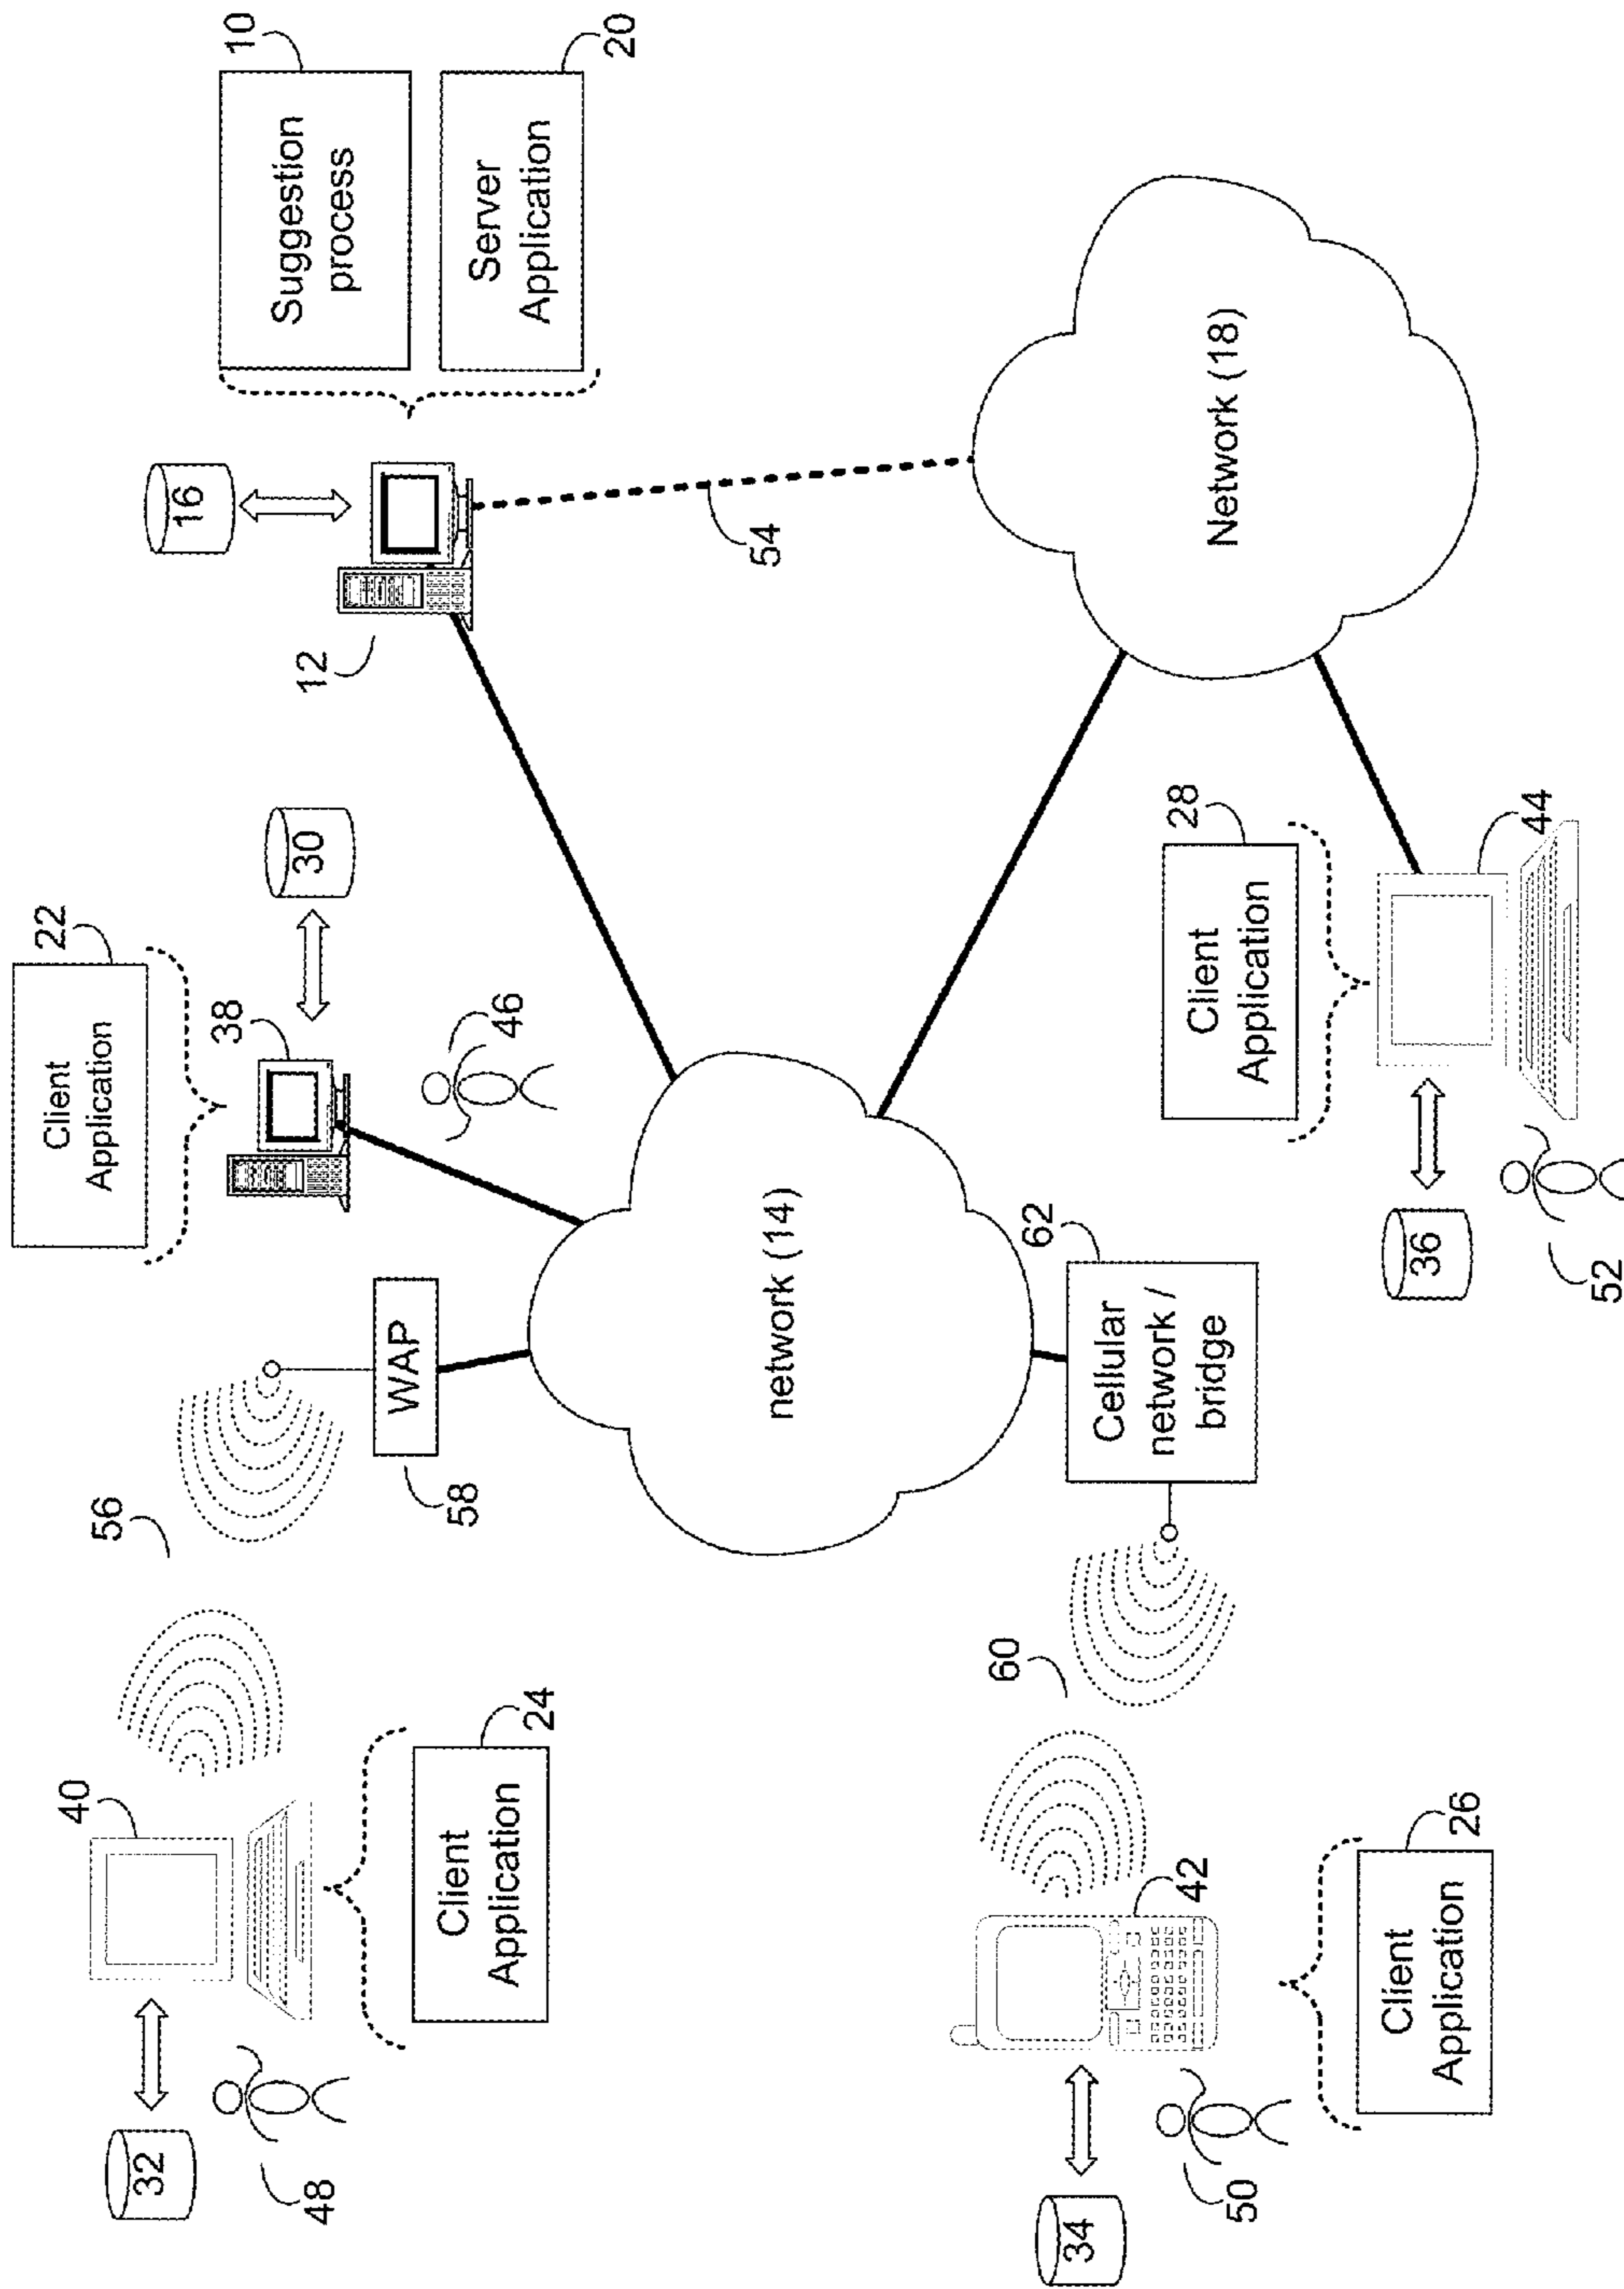 32
40
48
Client
Application
24
56
WAP
58
Client
Application
22
38
30
46
16
12
Suggestion
process
10
Server
Application
20
54
network (14)
34
42
50
Client
Application
26
60
Cellular
network /
bridge
62
Client
Application
28
36
44
52
Network (18)